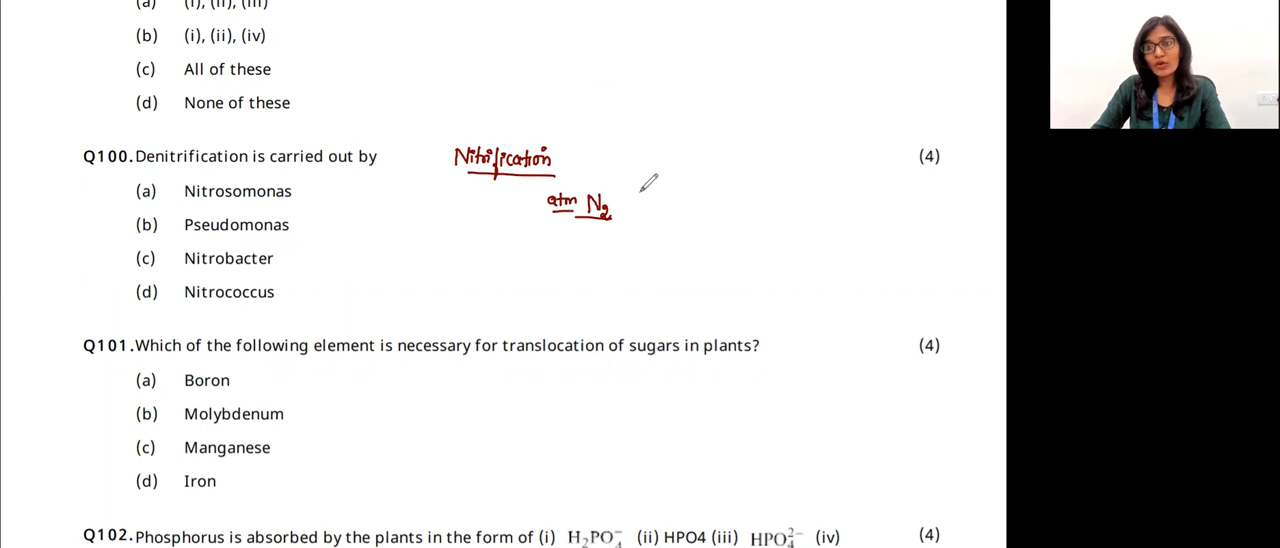 (a) (i), (ii), (iii)
(b) (i), (ii), (iv)
(c) All of these
(d) None of these
Q100. Denitrification is carried out by (4)
Nitrification
atm N₂
(a) Nitrosomonas
(b) Pseudomonas
(c) Nitrobacter
(d) Nitrococcus
Q101. Which of the following element is necessary for translocation of sugars in plants? (4)
(a) Boron
(b) Molybdenum
(c) Manganese
(d) Iron
Q102. Phosphorus is absorbed by the plants in the form of (i) H₂PO₄⁻ (ii) HPO4 (iii) HPO₄²⁻ (iv) (4)